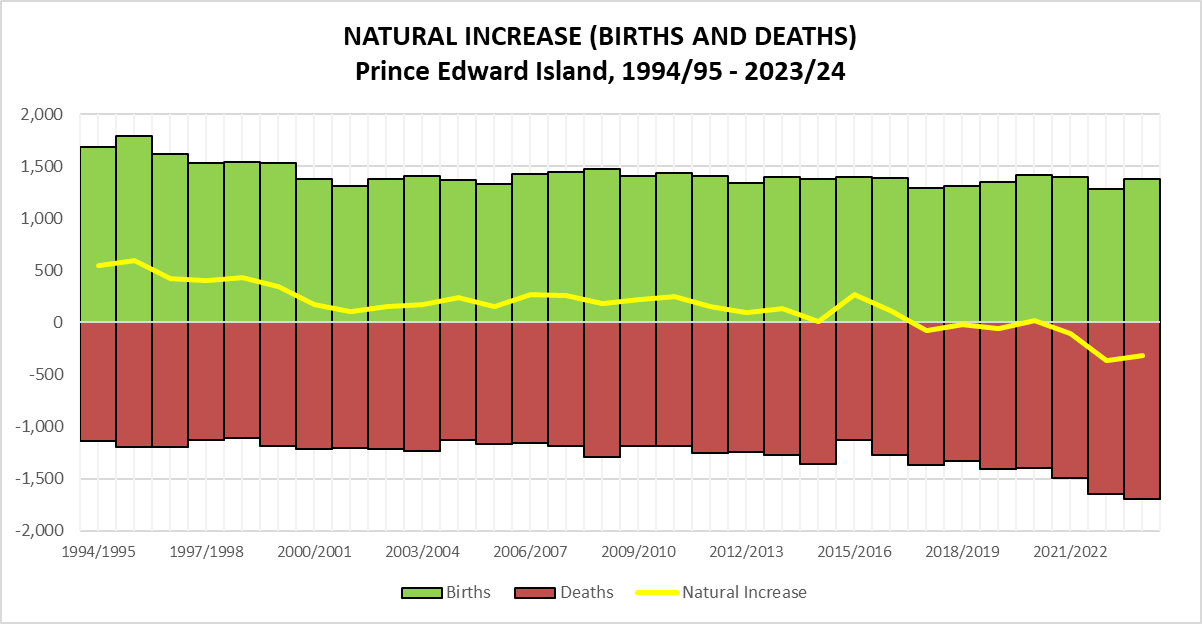 NATURAL INCREASE (BIRTHS AND DEATHS)
Prince Edward Island, 1994/95 - 2023/24
2,000
1,500
1,000
500
0
-500
-1,000
-1,500
-2,000
1994/1995 1997/1998 2000/2001 2003/2004 2006/2007 2009/2010 2012/2013 2015/2016 2018/2019 2021/2022
Births Deaths Natural Increase